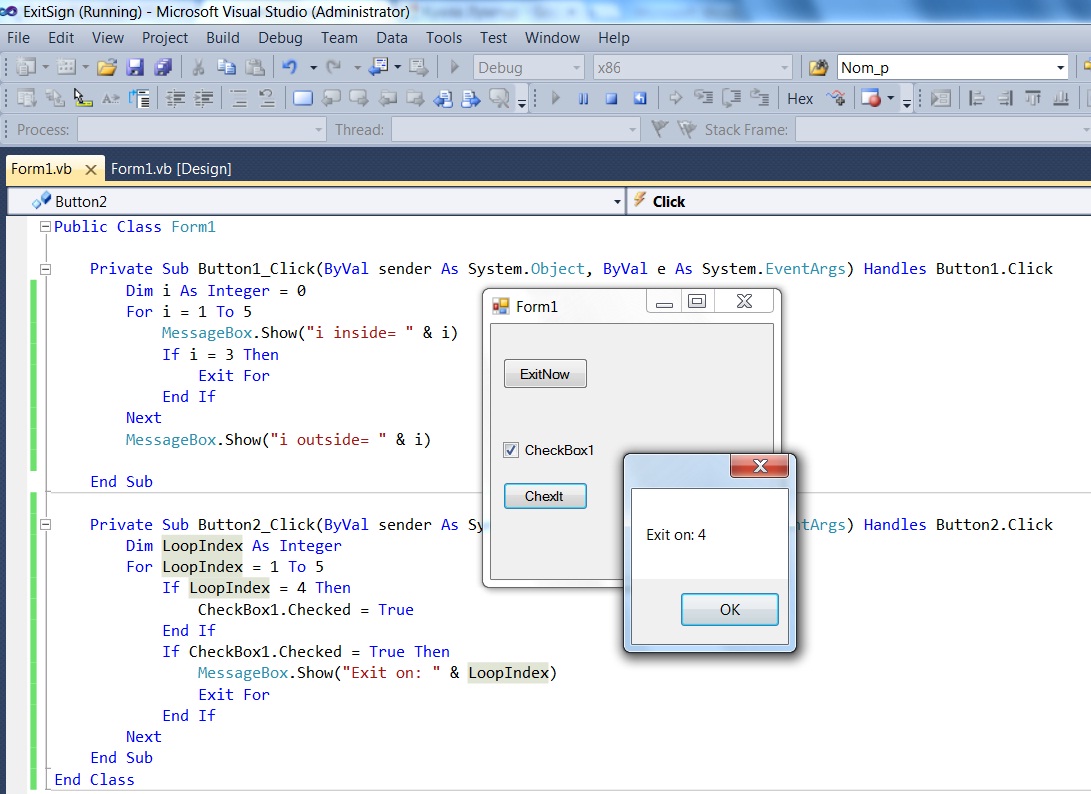 ExitSign (Running) - Microsoft Visual Studio (Administrator)
File Edit View Project Build Debug Team Data Tools Test Window Help
Debug x86 Nom_p
Hex
Process: Thread: Stack Frame:
Form1.vb Form1.vb [Design]
Button2 Click
Public Class Form1
Private Sub Button1_Click(ByVal sender As System.Object, ByVal e As System.EventArgs) Handles Button1.Click
Dim i As Integer = 0
For i = 1 To 5
MessageBox.Show("i inside= " & i)
If i = 3 Then
Exit For
End If
Next
MessageBox.Show("i outside= " & i)
End Sub
Private Sub Button2_Click(ByVal sender As Sy
ntArgs) Handles Button2.Click
Dim LoopIndex As Integer
For LoopIndex = 1 To 5
If LoopIndex = 4 Then
CheckBox1.Checked = True
End If
If CheckBox1.Checked = True Then
MessageBox.Show("Exit on: " & LoopIndex)
Exit For
End If
Next
End Sub
End Class
Form1
ExitNow
CheckBox1
ChexIt
Exit on: 4
OK